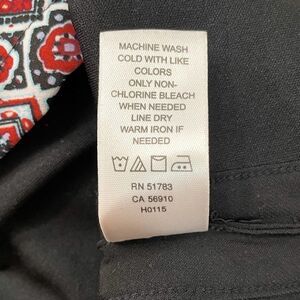 MACHINE WASH
COLD WITH LIKE
COLORS
ONLY NON-
CHLORINE BLEACH
WHEN NEEDED
LINE DRY
WARM IRON IF
NEEDED
RN 51783
CA 56910
H0115